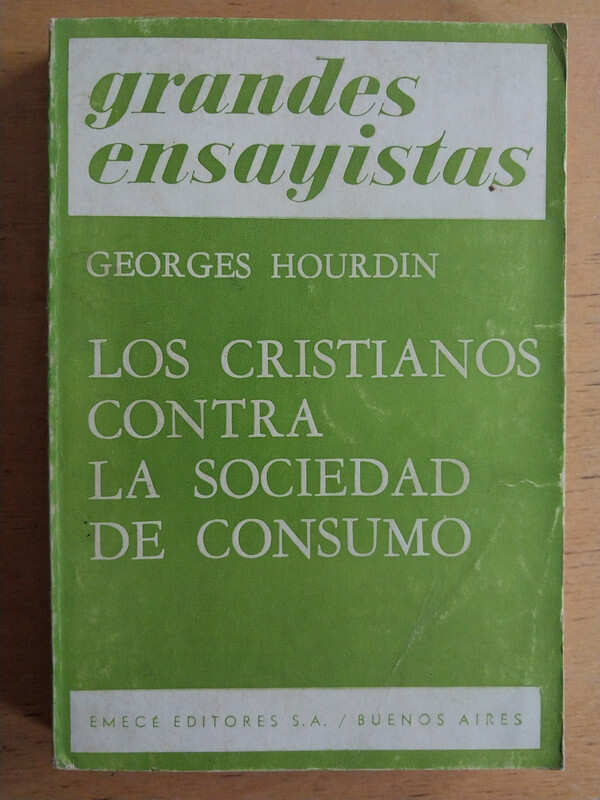 grandes
ensayistas
GEORGES HOURDIN
LOS CRISTIANOS
CONTRA
LA SOCIEDAD
DE CONSUMO
EMECÉ EDITORES S.A. / BUENOS AIRES